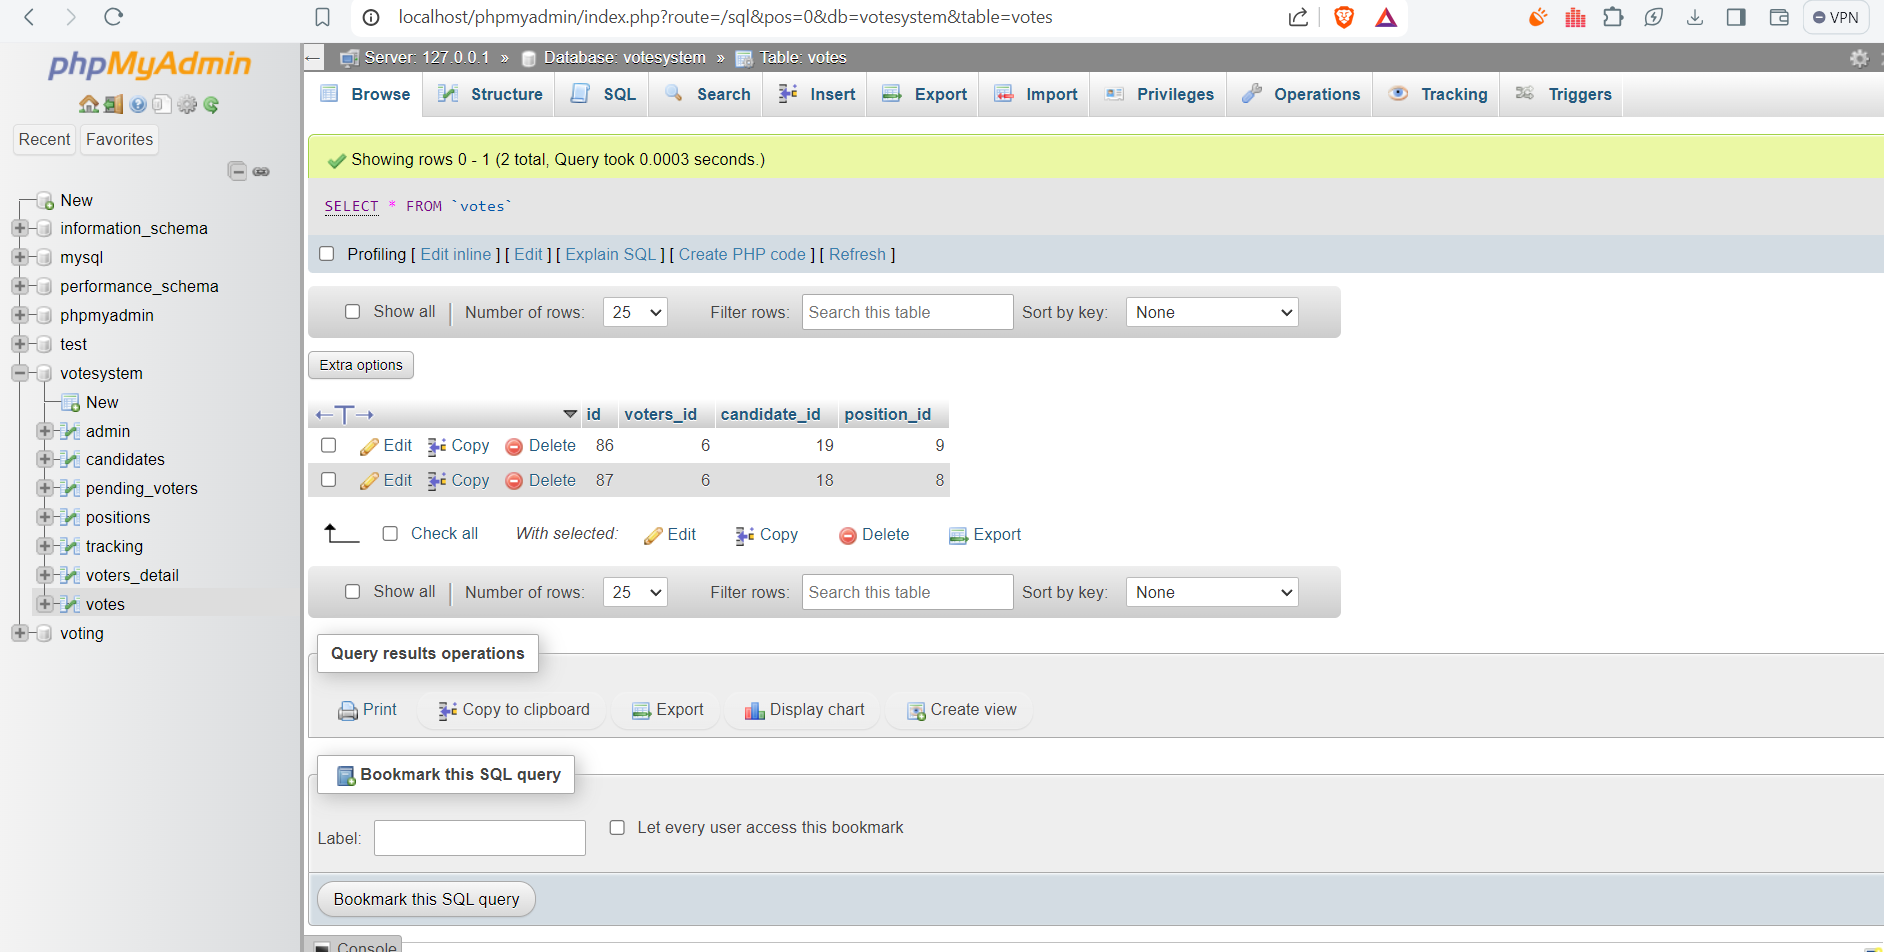 localhost/phpmyadmin/index.php?route=/sql&pos=0&db=votesystem&table=votes
VPN
phpMyAdmin
Recent Favorites
New
information_schema
mysql
performance_schema
phpmyadmin
test
votesystem
New
admin
candidates
pending_voters
positions
tracking
voters_detail
votes
voting
Server: 127.0.0.1 » Database: votesystem » Table: votes
Browse Structure SQL Search Insert Export Import Privileges Operations Tracking Triggers
Showing rows 0 - 1 (2 total, Query took 0.0003 seconds.)
SELECT * FROM `votes`
Profiling [ Edit inline ] [ Edit ] [ Explain SQL ] [ Create PHP code ] [ Refresh ]
Show all Number of rows: 25 Filter rows: Search this table Sort by key: None
Extra options
←T→ id voters_id candidate_id position_id
Edit Copy Delete 86 6 19 9
Edit Copy Delete 87 6 18 8
Check all With selected: Edit Copy Delete Export
Show all Number of rows: 25 Filter rows: Search this table Sort by key: None
Query results operations
Print Copy to clipboard Export Display chart Create view
Bookmark this SQL query
Label: Let every user access this bookmark
Bookmark this SQL query
Console